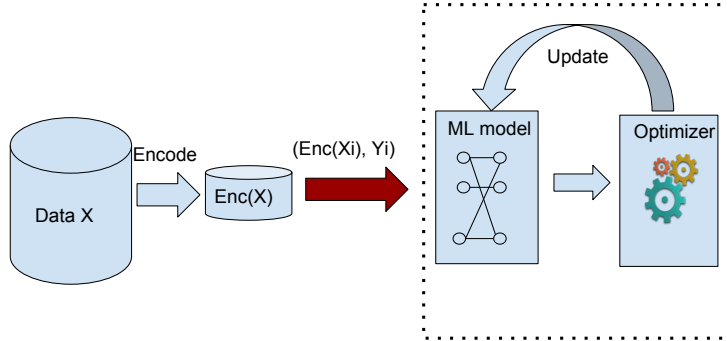 Update
ML model
Optimizer
(Enc(Xi), Yi)
Encode
Enc(X)
Data X